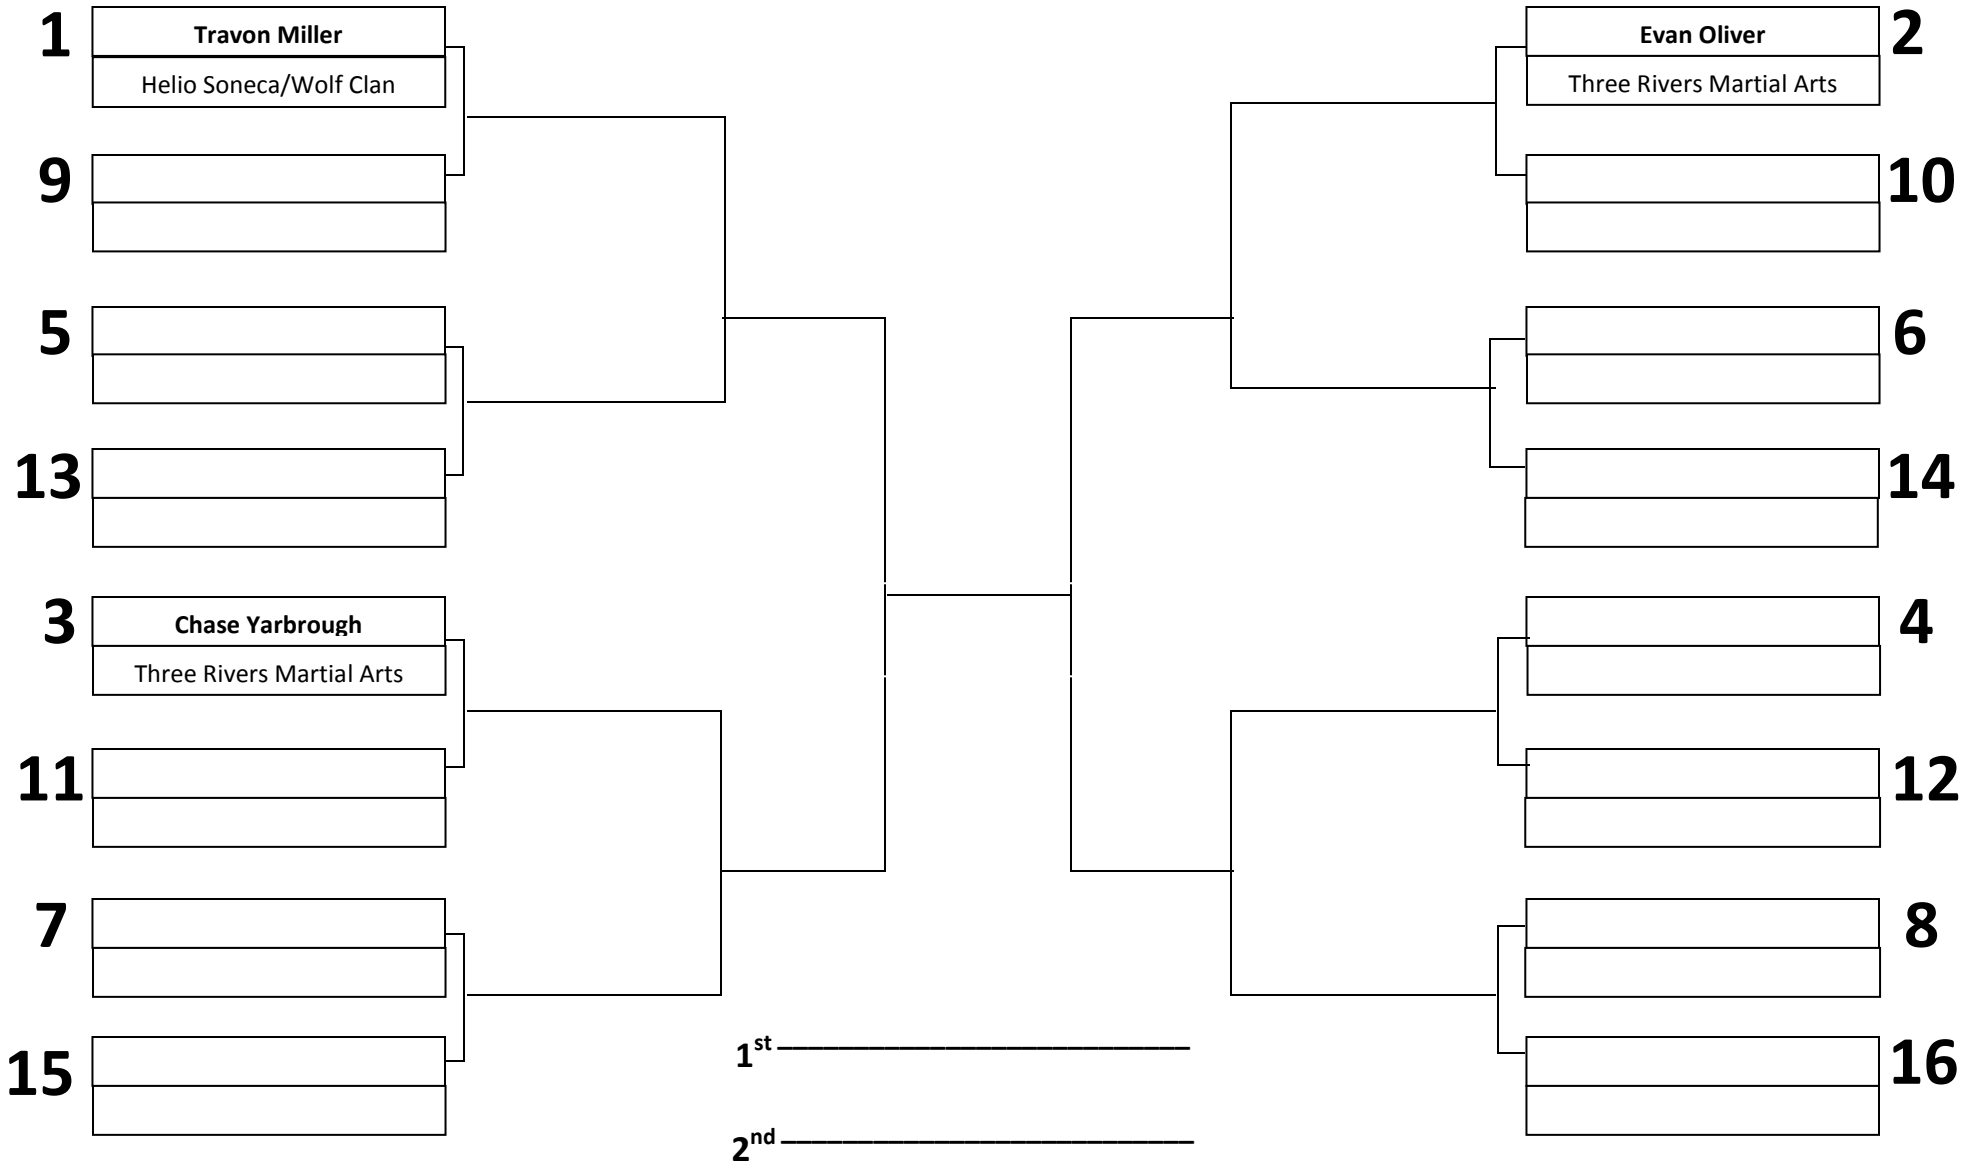 1
Travon Miller
Helio Soneca/Wolf Clan
9
5
13
3
Chase Yarbrough
Three Rivers Martial Arts
11
7
15
2
Evan Oliver
Three Rivers Martial Arts
10
6
14
4
12
8
16
1st
2nd